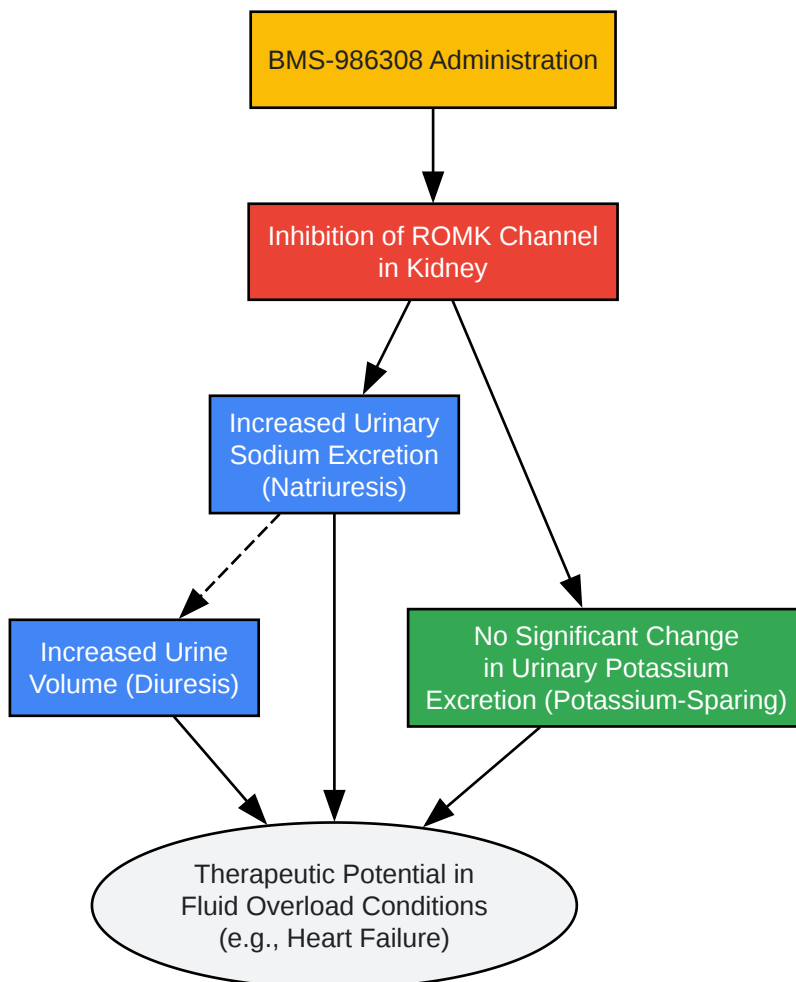 BMS-986308 Administration
Inhibition of ROMK Channel
in Kidney
Increased Urinary
Sodium Excretion
(Natriuresis)
Increased Urine
Volume (Diuresis)
No Significant Change
in Urinary Potassium
Excretion (Potassium-Sparing)
Therapeutic Potential in
Fluid Overload Conditions
(e.g., Heart Failure)